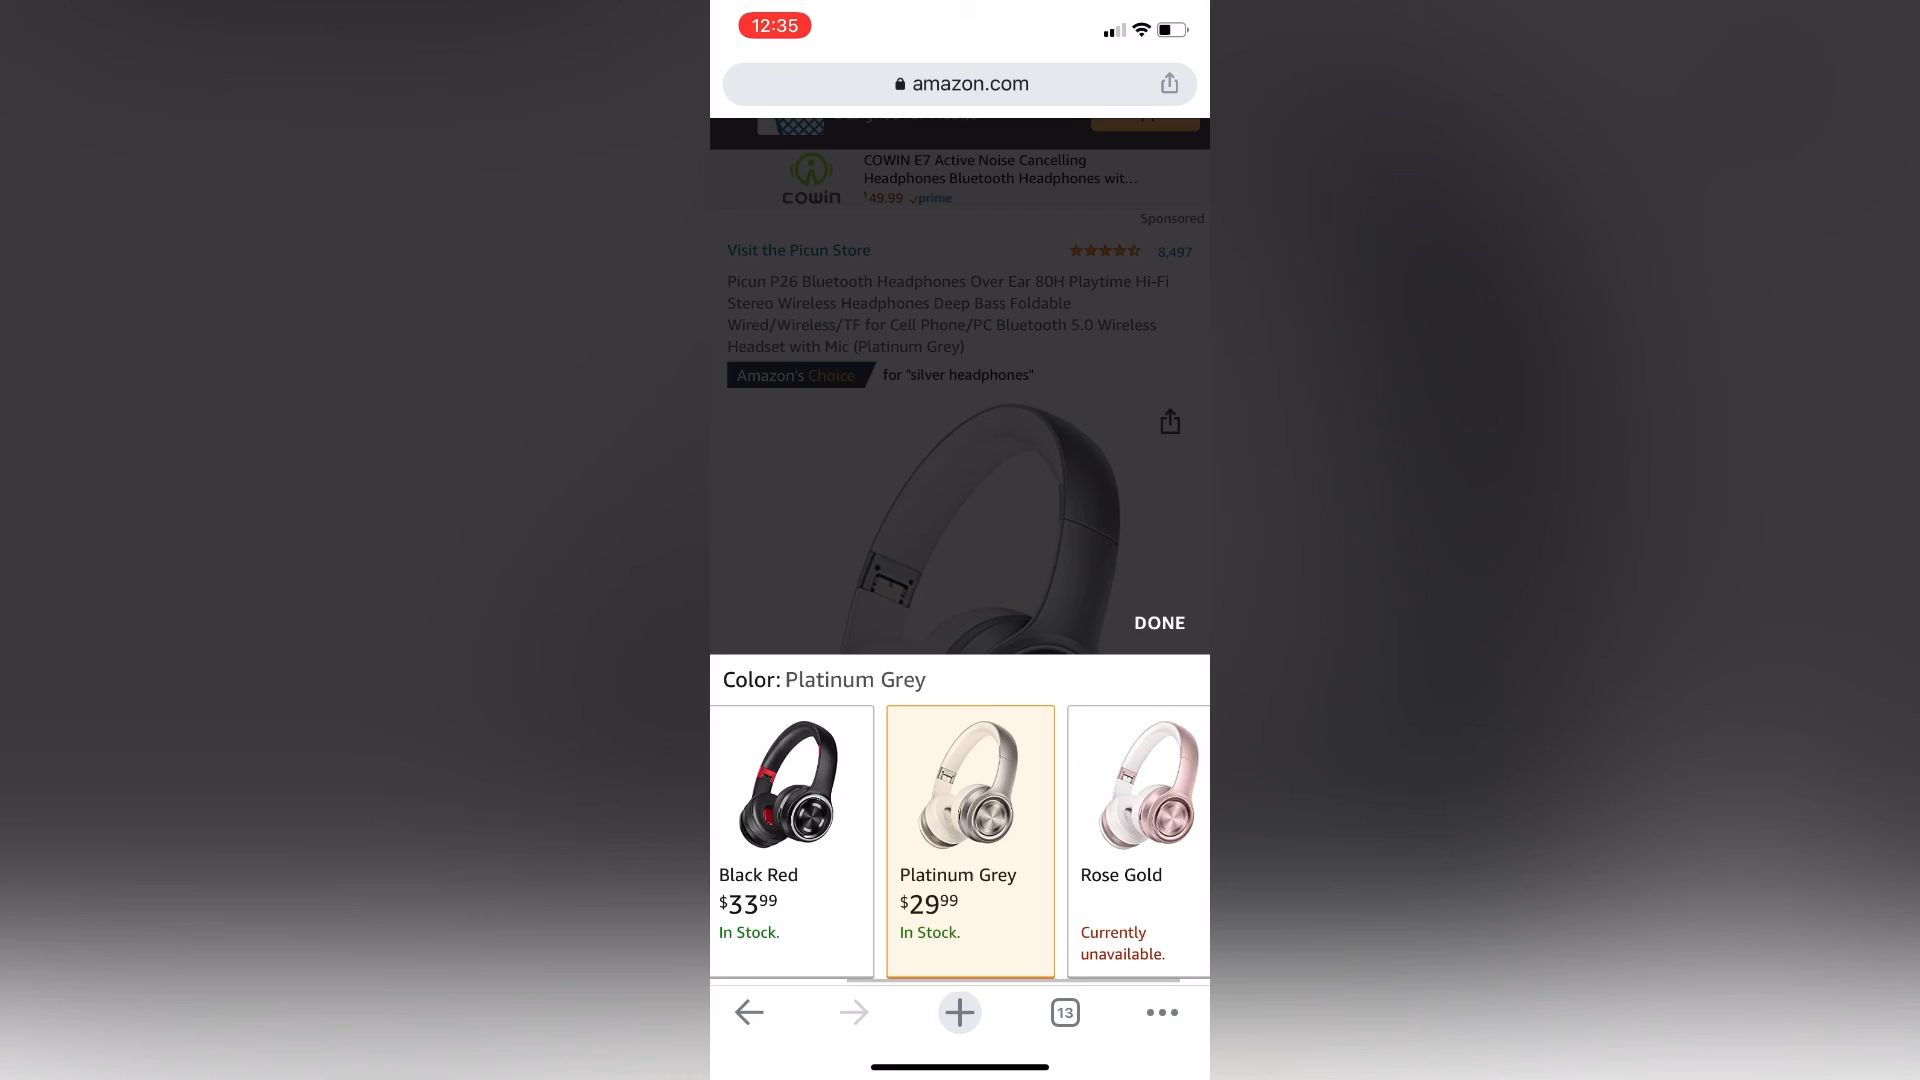 12:35
amazon.com
cowin
COWIN E7 Active Noise Cancelling
Headphones Bluetooth Headphones wit...
$49.99 prime
Sponsored
Visit the Picun Store
8,497
Picun P26 Bluetooth Headphones Over Ear 80H Playtime Hi-Fi
Stereo Wireless Headphones Deep Bass Foldable
Wired/Wireless/TF for Cell Phone/PC Bluetooth 5.0 Wireless
Headset with Mic (Platinum Grey)
Amazon's Choice for "silver headphones"
DONE
Color: Platinum Grey
Black Red
$3399
In Stock.
Platinum Grey
$2999
In Stock.
Rose Gold
Currently
unavailable.
13